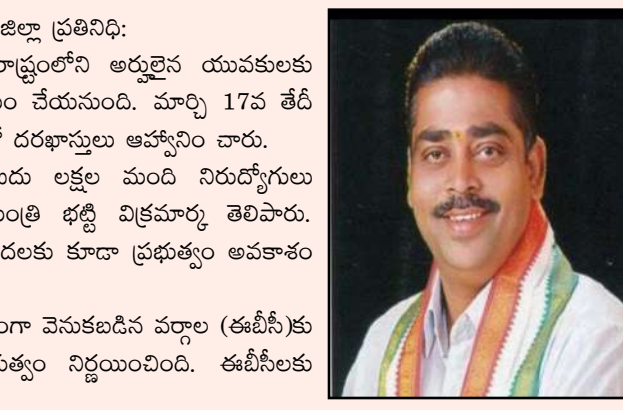 జిల్లా ప్రతినిధి:
రాష్ట్రంలోని అర్హులైన యువకులకు
చేయనుంది. మార్చి 17వ తేదీ
దరఖాస్తులు ఆహ్వానిం చారు.
లక్షల మంది నిరుద్యోగులు
భట్టి విక్రమార్క తెలిపారు.
కూడా ప్రభుత్వం అవకాశం
వెనుకబడిన వర్గాల (ఈబీసీ)కు
నిర్ణయించింది. ఈబీసీలకు